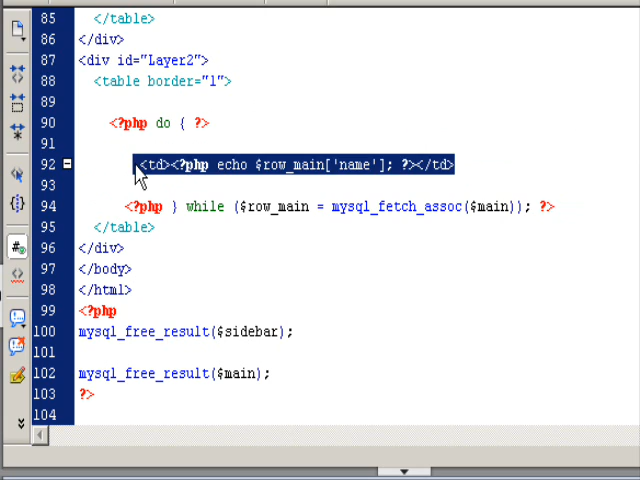 85 </table>
86 </div>
87 <div id="Layer2">
88 <table border="1">
89
90 <?php do { ?>
91
92 <td><?php echo $row_main['name']; ?></td>
93
94 <?php } while ($row_main = mysql_fetch_assoc($main)); ?>
95 </table>
96 </div>
97 </body>
98 </html>
99 <?php
100 mysql_free_result($sidebar);
101
102 mysql_free_result($main);
103 ?>
104